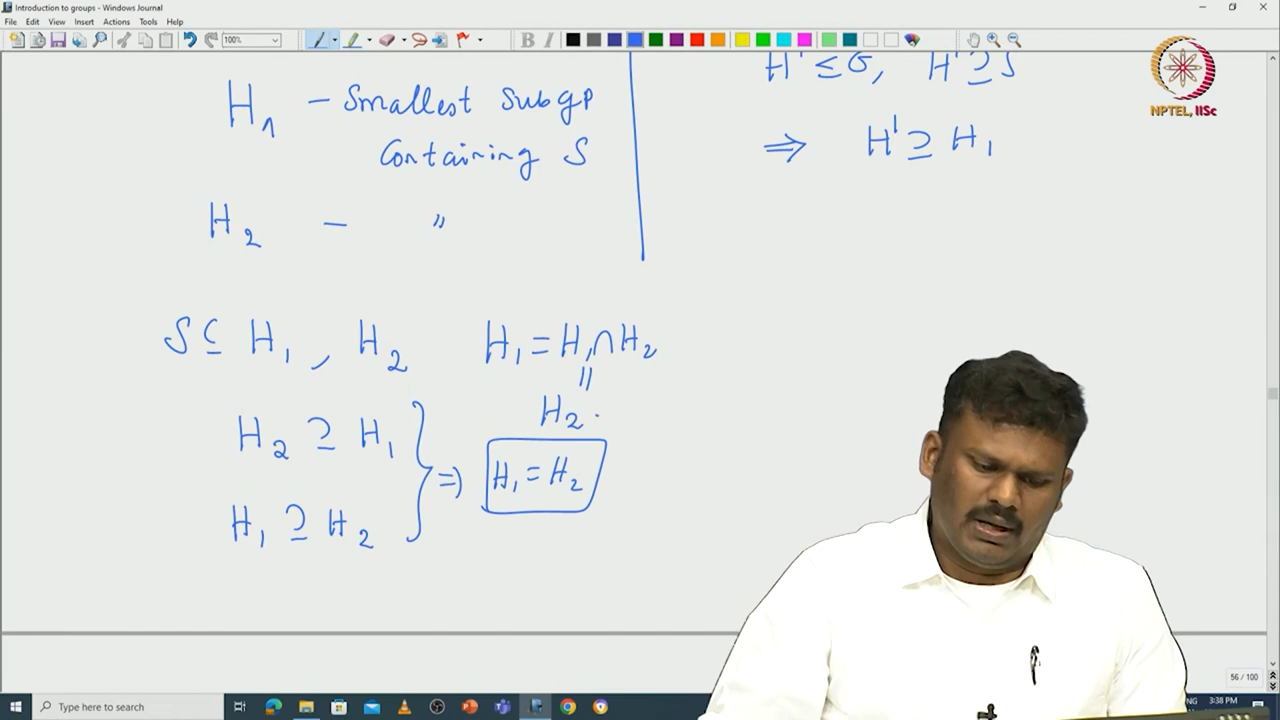 Introduction to groups - Windows Journal
File Edit View Insert Actions Tools Help
100%
B I
NPTEL, IISc
H' ≤ G, H' ⊇ S
H₁ - Smallest subgp
containing S
⇒ H' ⊇ H₁
H₂ - "
S ⊆ H₁, H₂ H₁ = H₁ ∩ H₂
||
H₂.
H₂ ⊇ H₁
⇒ H₁ = H₂
H₁ ⊇ H₂
56 / 100
Type here to search
NG 3:38 PM